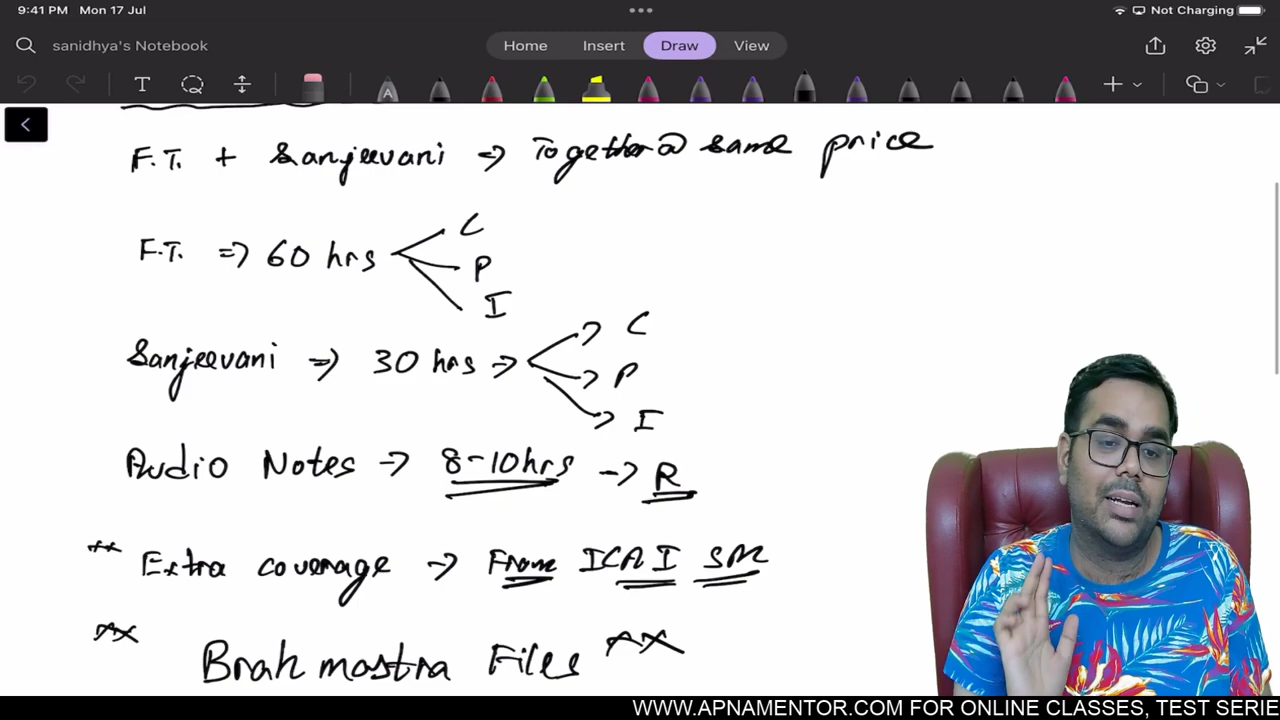 9:41 PM Mon 17 Jul
Not Charging
sanidhya's Notebook
Home Insert Draw View
T
A
F.T. + Sanjeevani => Together @ same price
F.T. => 60 hrs
C
P
I
Sanjeevani => 30 hrs =>
C
P
I
Audio Notes -> 8-10hrs -> R
Extra coverage -> From ICAI SM
Brahmastra Files
WWW.APNAMENTOR.COM FOR ONLINE CLASSES, TEST SERIE